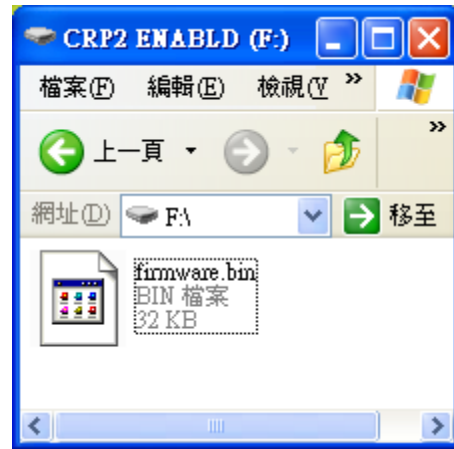 CRP2 ENABLD (F:)
檔案(F) 編輯(E) 檢視(V »
上一頁 »
網址(D) F:\ 移至
firmware.bin
BIN 檔案
32 KB